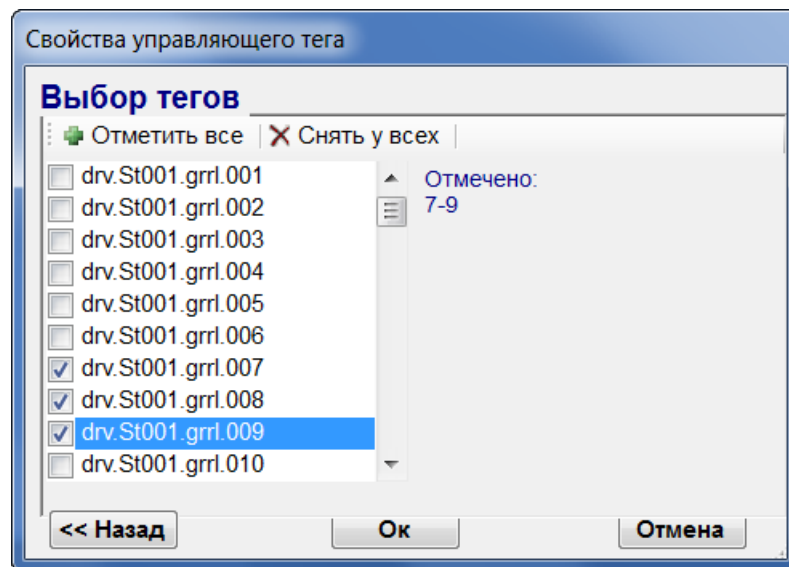 Свойства управляющего тега
Выбор тегов
Отметить все Снять у всех
drv.St001.grrl.001
drv.St001.grrl.002
drv.St001.grrl.003
drv.St001.grrl.004
drv.St001.grrl.005
drv.St001.grrl.006
drv.St001.grrl.007
drv.St001.grrl.008
drv.St001.grrl.009
drv.St001.grrl.010
Отмечено:
7-9
<< Назад Ок Отмена